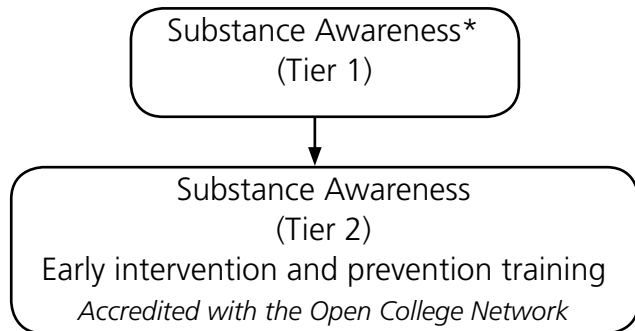 Substance Awareness*
(Tier 1)
Substance Awareness
(Tier 2)
Early intervention and prevention training
Accredited with the Open College Network